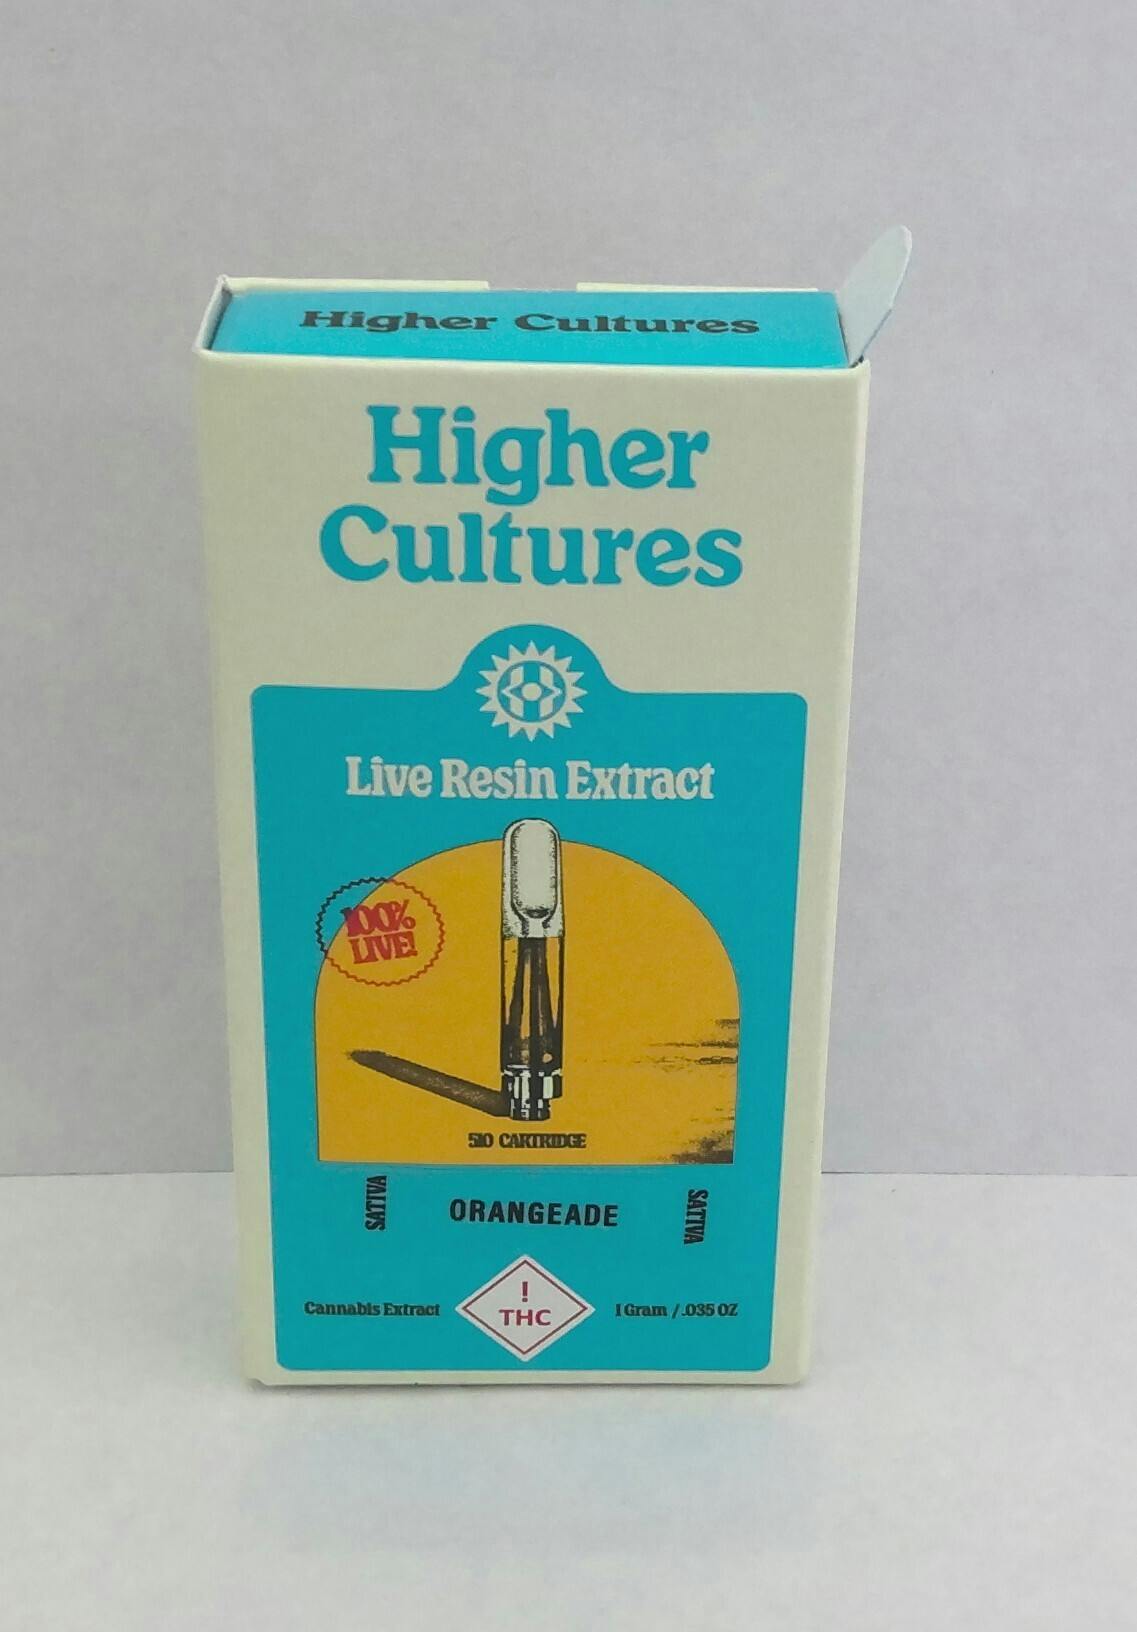 Higher Cultures
Higher
Cultures
Live Resin Extract
100%
LIVE!
510 CARTRIDGE
SATIVA
ORANGEADE
SATIVA
Cannabis Extract
!
THC
1 Gram / .035 OZ